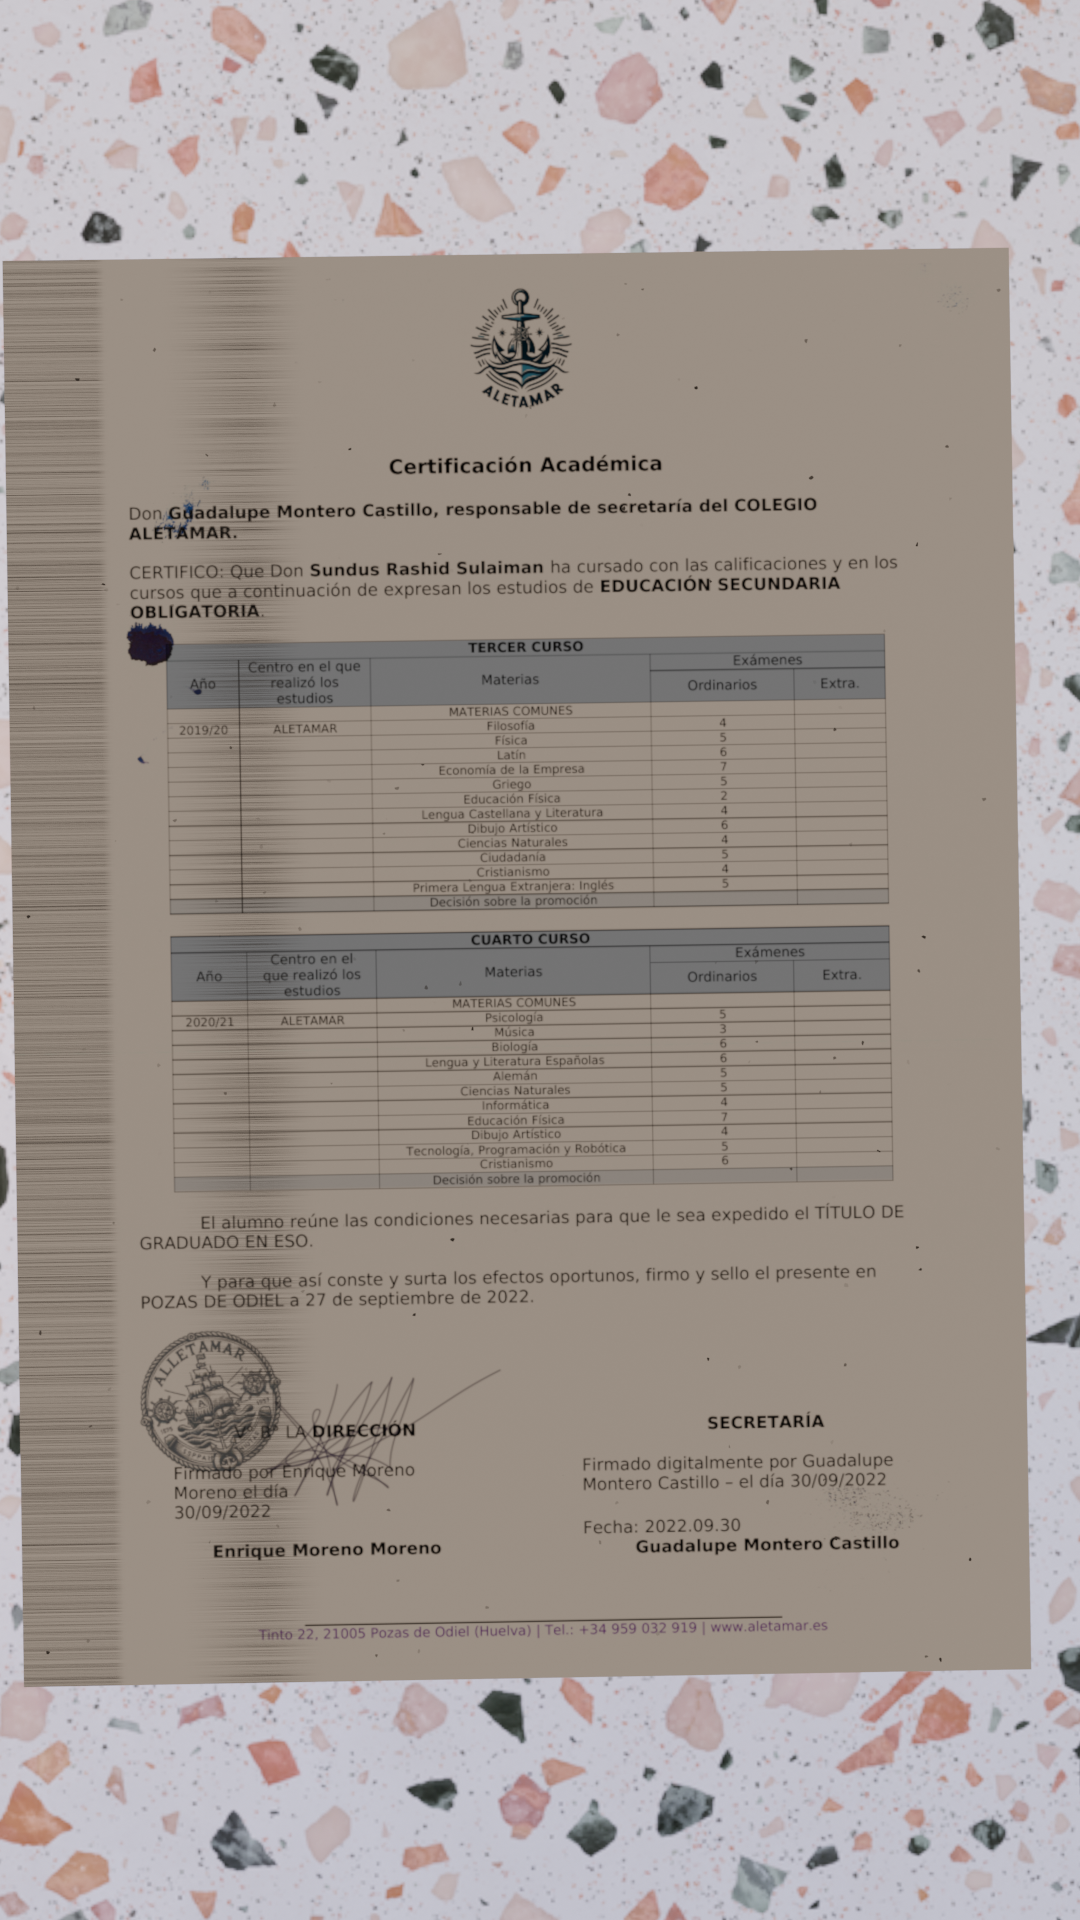 ALETAMAR
Certificación Académica
Don Guadalupe Montero Castillo, responsable de secretaría del COLEGIO
ALETAMAR.
CERTIFICO: Que Don Sundus Rashid Sulaiman ha cursado con las calificaciones y en los
cursos que a continuación de expresan los estudios de EDUCACIÓN SECUNDARIA
OBLIGATORIA.
TERCER CURSO
Año Centro en el que realizó los estudios Materias Exámenes
Ordinarios Extra.
MATERIAS COMUNES
2019/20 ALETAMAR Filosofía 4
Física 5
Latín 6
Economía de la Empresa 7
Griego 5
Educación Física 2
Lengua Castellana y Literatura 4
Dibujo Artístico 6
Ciencias Naturales 4
Ciudadanía 5
Cristianismo 4
Primera Lengua Extranjera: Inglés 5
Decisión sobre la promoción
CUARTO CURSO
Año Centro en el que realizó los estudios Materias Exámenes
Ordinarios Extra.
MATERIAS COMUNES
2020/21 ALETAMAR Psicología 5
Música 3
Biología 6
Lengua y Literatura Españolas 6
Alemán 5
Ciencias Naturales 5
Informática 4
Educación Física 7
Dibujo Artístico 4
Tecnología, Programación y Robótica 5
Cristianismo 6
Decisión sobre la promoción
El alumno reúne las condiciones necesarias para que le sea expedido el TÍTULO DE
GRADUADO EN ESO.
Y para que así conste y surta los efectos oportunos, firmo y sello el presente en
POZAS DE ODIEL a 27 de septiembre de 2022.
ALLETAMAR
Vº Bº LA DIRECCIÓN
Firmado por Enrique Moreno
Moreno el día
30/09/2022
Enrique Moreno Moreno
SECRETARÍA
Firmado digitalmente por Guadalupe
Montero Castillo – el día 30/09/2022
Fecha: 2022.09.30
Guadalupe Montero Castillo
Tinto 22, 21005 Pozas de Odiel (Huelva) | Tel.: +34 959 032 919 | www.aletamar.es